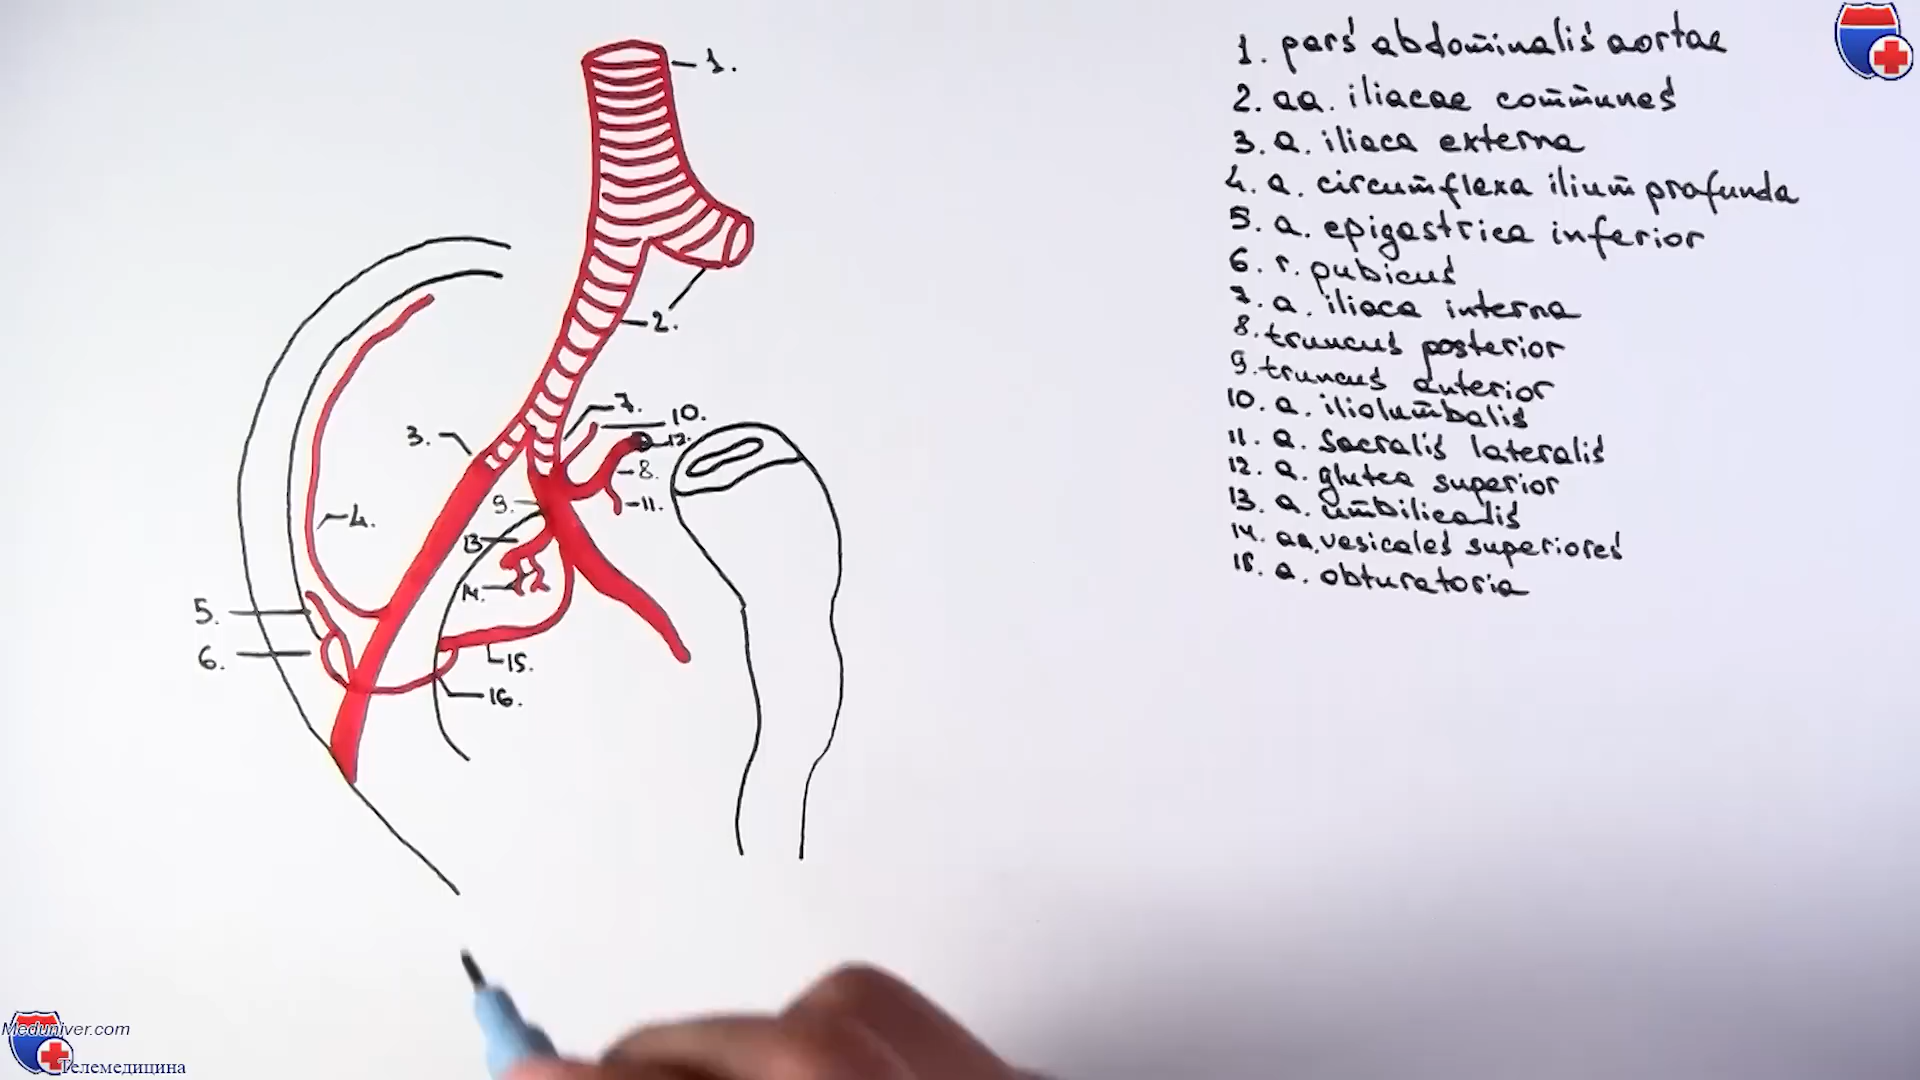 1.
2.
3.
7.
10.
12.
8.
9.
11.
4.
13
14.
5.
6.
15.
16.
1. pars abdominalis aortae
2. aa. iliacae communes
3. a. iliaca externa
4. a. circumflexa ilium profunda
5. a. epigastrica inferior
6. r. pubicus
7. a. iliaca interna
8. truncus posterior
9. truncus anterior
10. a. iliolumbalis
11. a. sacralis lateralis
12. a. glutea superior
13. a. umbilicalis
14. aa. vesicales superiores
15. a. obturatoria
Meduniver.com
Телемедицина